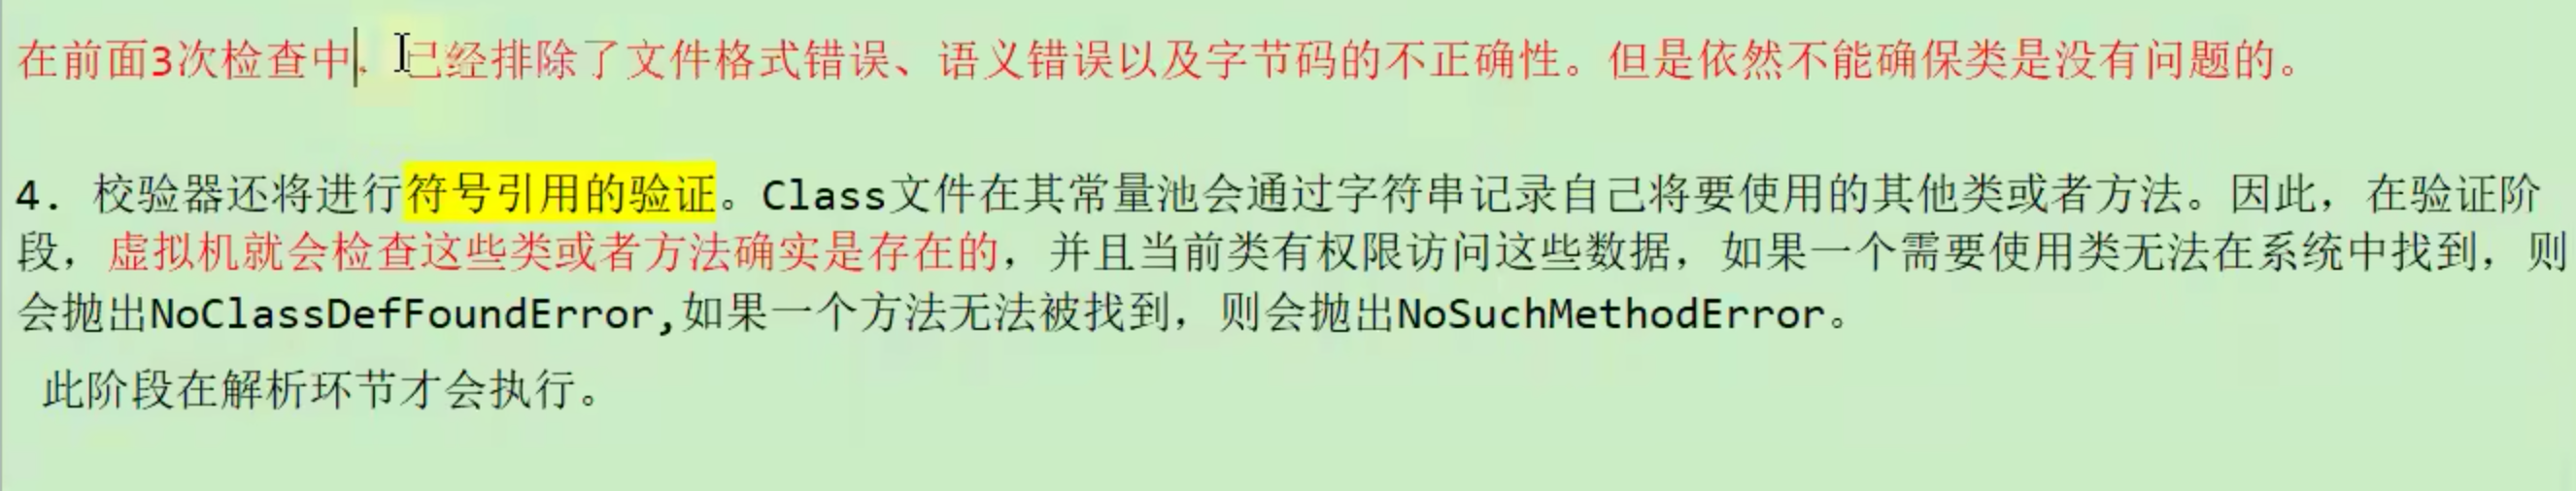 在前面3次检查中，已经排除了文件格式错误、语义错误以及字节码的不正确性。但是依然不能确保类是没有问题的。
4. 校验器还将进行符号引用的验证。Class文件在其常量池会通过字符串记录自己将要使用的其他类或者方法。因此，在验证阶
段，虚拟机就会检查这些类或者方法确实是存在的，并且当前类有权限访问这些数据，如果一个需要使用类无法在系统中找到，则
会抛出NoClassDefFoundError,如果一个方法无法被找到，则会抛出NoSuchMethodError。
此阶段在解析环节才会执行。